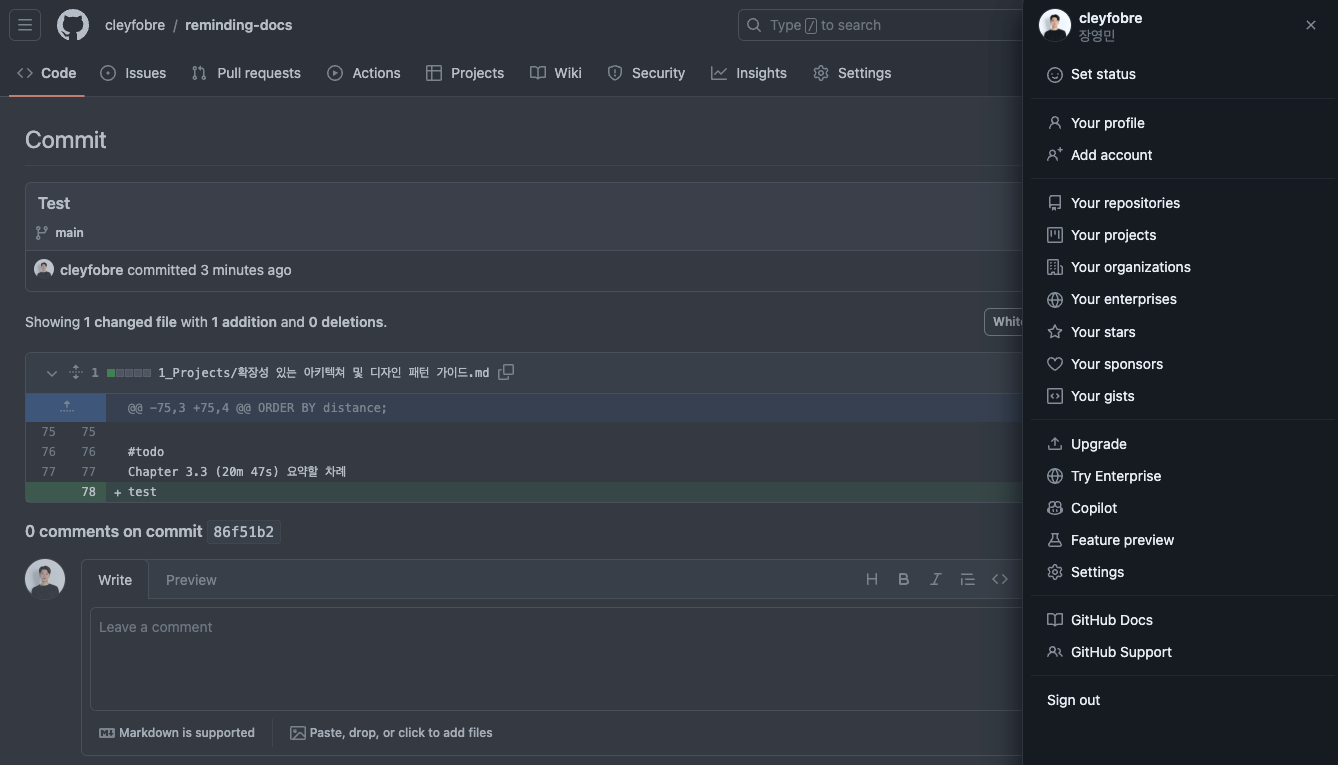 cleyfobre / reminding-docs
Type / to search
Code Issues Pull requests Actions Projects Wiki Security Insights Settings
Commit
Test
main
cleyfobre committed 3 minutes ago
Showing 1 changed file with 1 addition and 0 deletions.
1 1_Projects/확장성 있는 아키텍쳐 및 디자인 패턴 가이드.md
@@ -75,3 +75,4 @@ ORDER BY distance;
75 75
76 76 #todo
77 77 Chapter 3.3 (20m 47s) 요약할 차례
78 + test
0 comments on commit 86f51b2
Write Preview
Leave a comment
Markdown is supported
Paste, drop, or click to add files
cleyfobre
장영민
Set status
Your profile
Add account
Your repositories
Your projects
Your organizations
Your enterprises
Your stars
Your sponsors
Your gists
Upgrade
Try Enterprise
Copilot
Feature preview
Settings
GitHub Docs
GitHub Support
Sign out